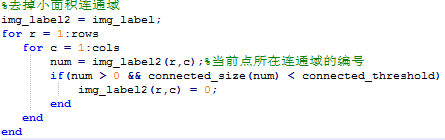 %去掉小面积连通域
img_label2 = img_label;
for r = 1:rows
for c = 1:cols
num = img_label2(r,c);%当前点所在连通域的编号
if(num > 0 && connected_size(num) < connected_threshold)
img_label2(r,c) = 0;
end
end
end